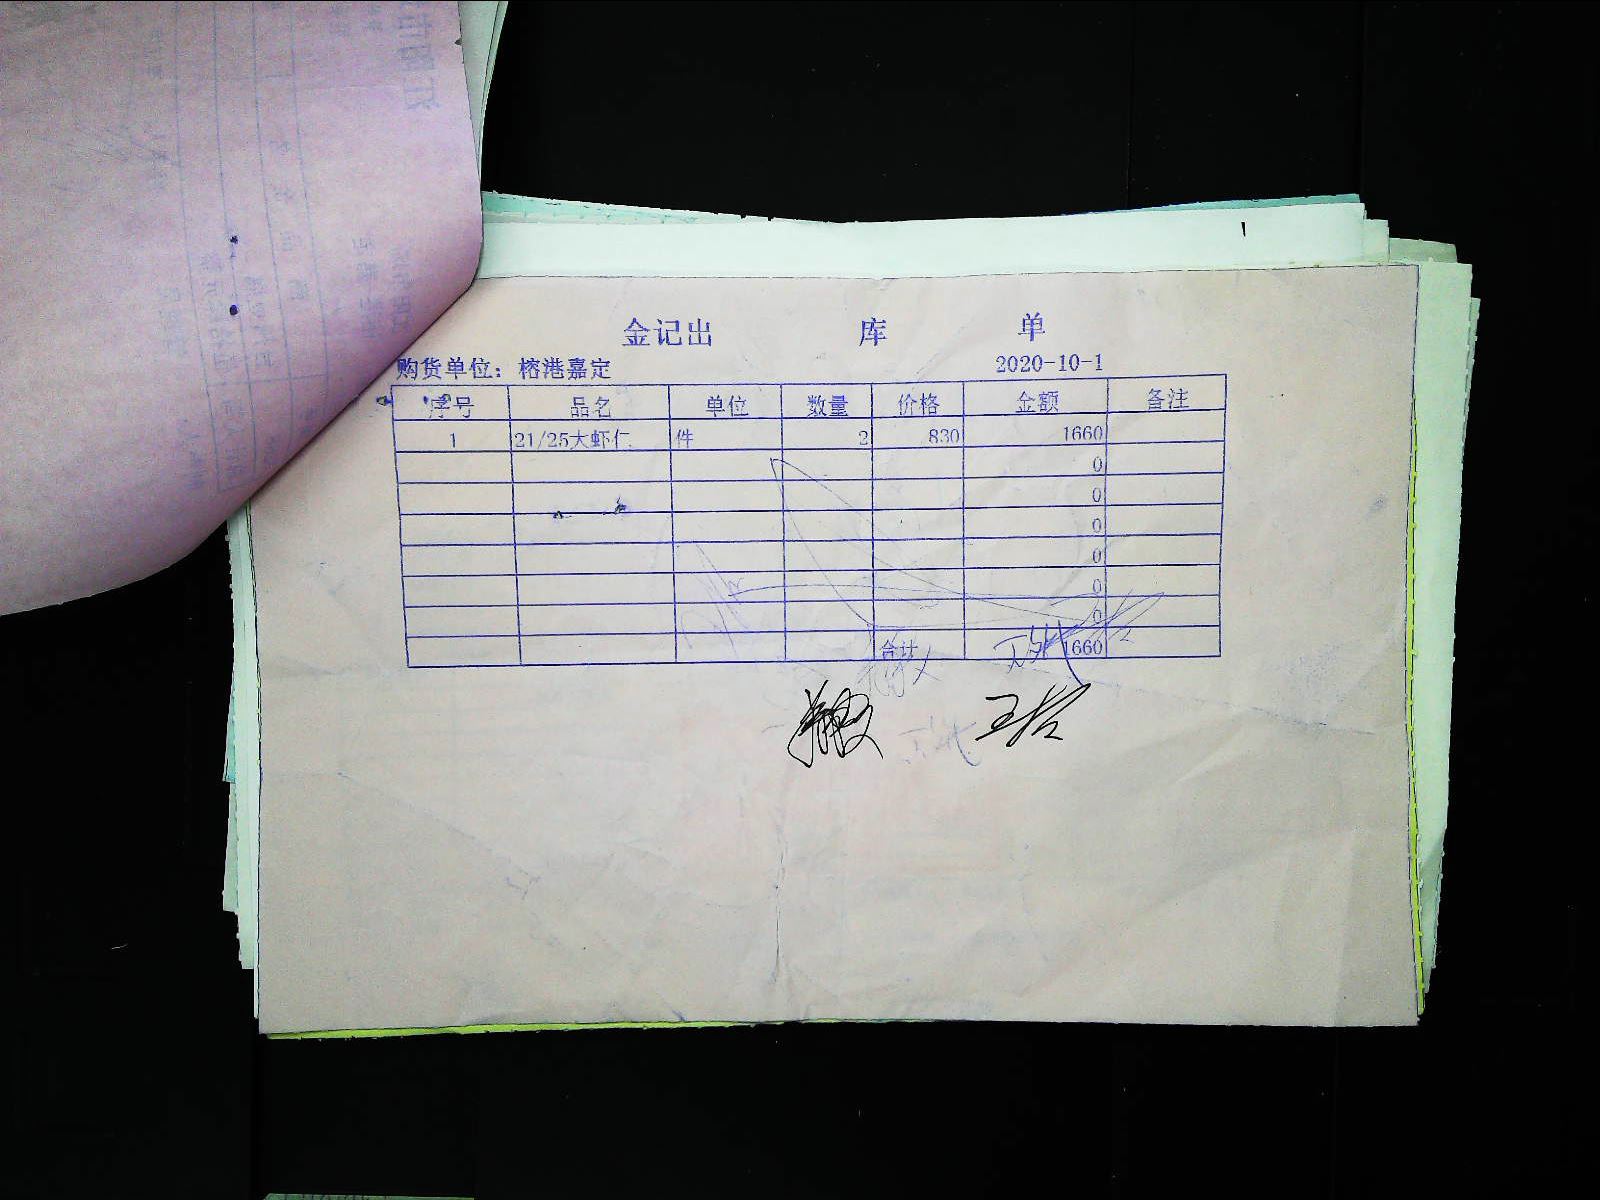 金记出 库 单
购货单位：榕港嘉定 2020-10-1
序号 品名 单位 数量 价格 金额 备注
1 21/25大虾仁 件 2 830 1660
0
0
0
0
0
0
合计 1660